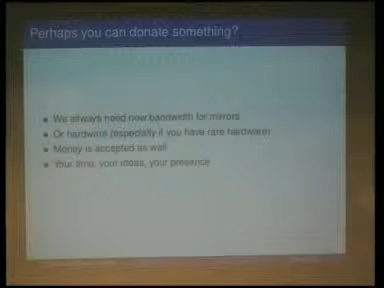 Perhaps you can donate something?
We always need new bandwidth for mirrors
Or hardware (especially if you have rare hardware)
Money is accepted as well
Your time, your ideas, your presence